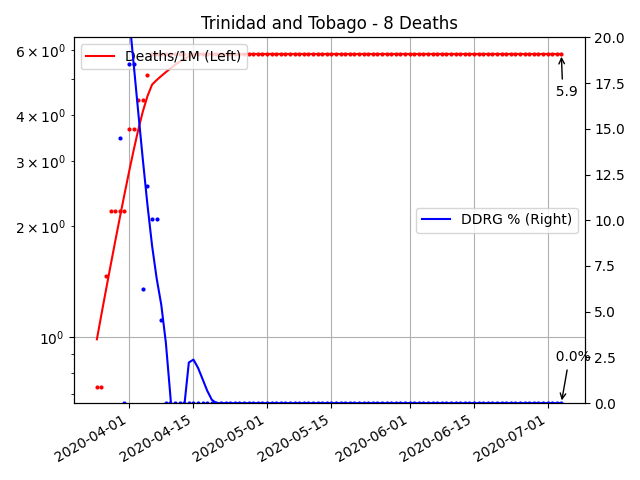 Trinidad and Tobago - 8 Deaths
Deaths/1M (Left)
DDRG % (Right)
5.9
0.0%
6 × 10⁰
4 × 10⁰
3 × 10⁰
2 × 10⁰
10⁰
20.0
17.5
15.0
12.5
10.0
7.5
5.0
2.5
0.0
2020-04-01
2020-04-15
2020-05-01
2020-05-15
2020-06-01
2020-06-15
2020-07-01